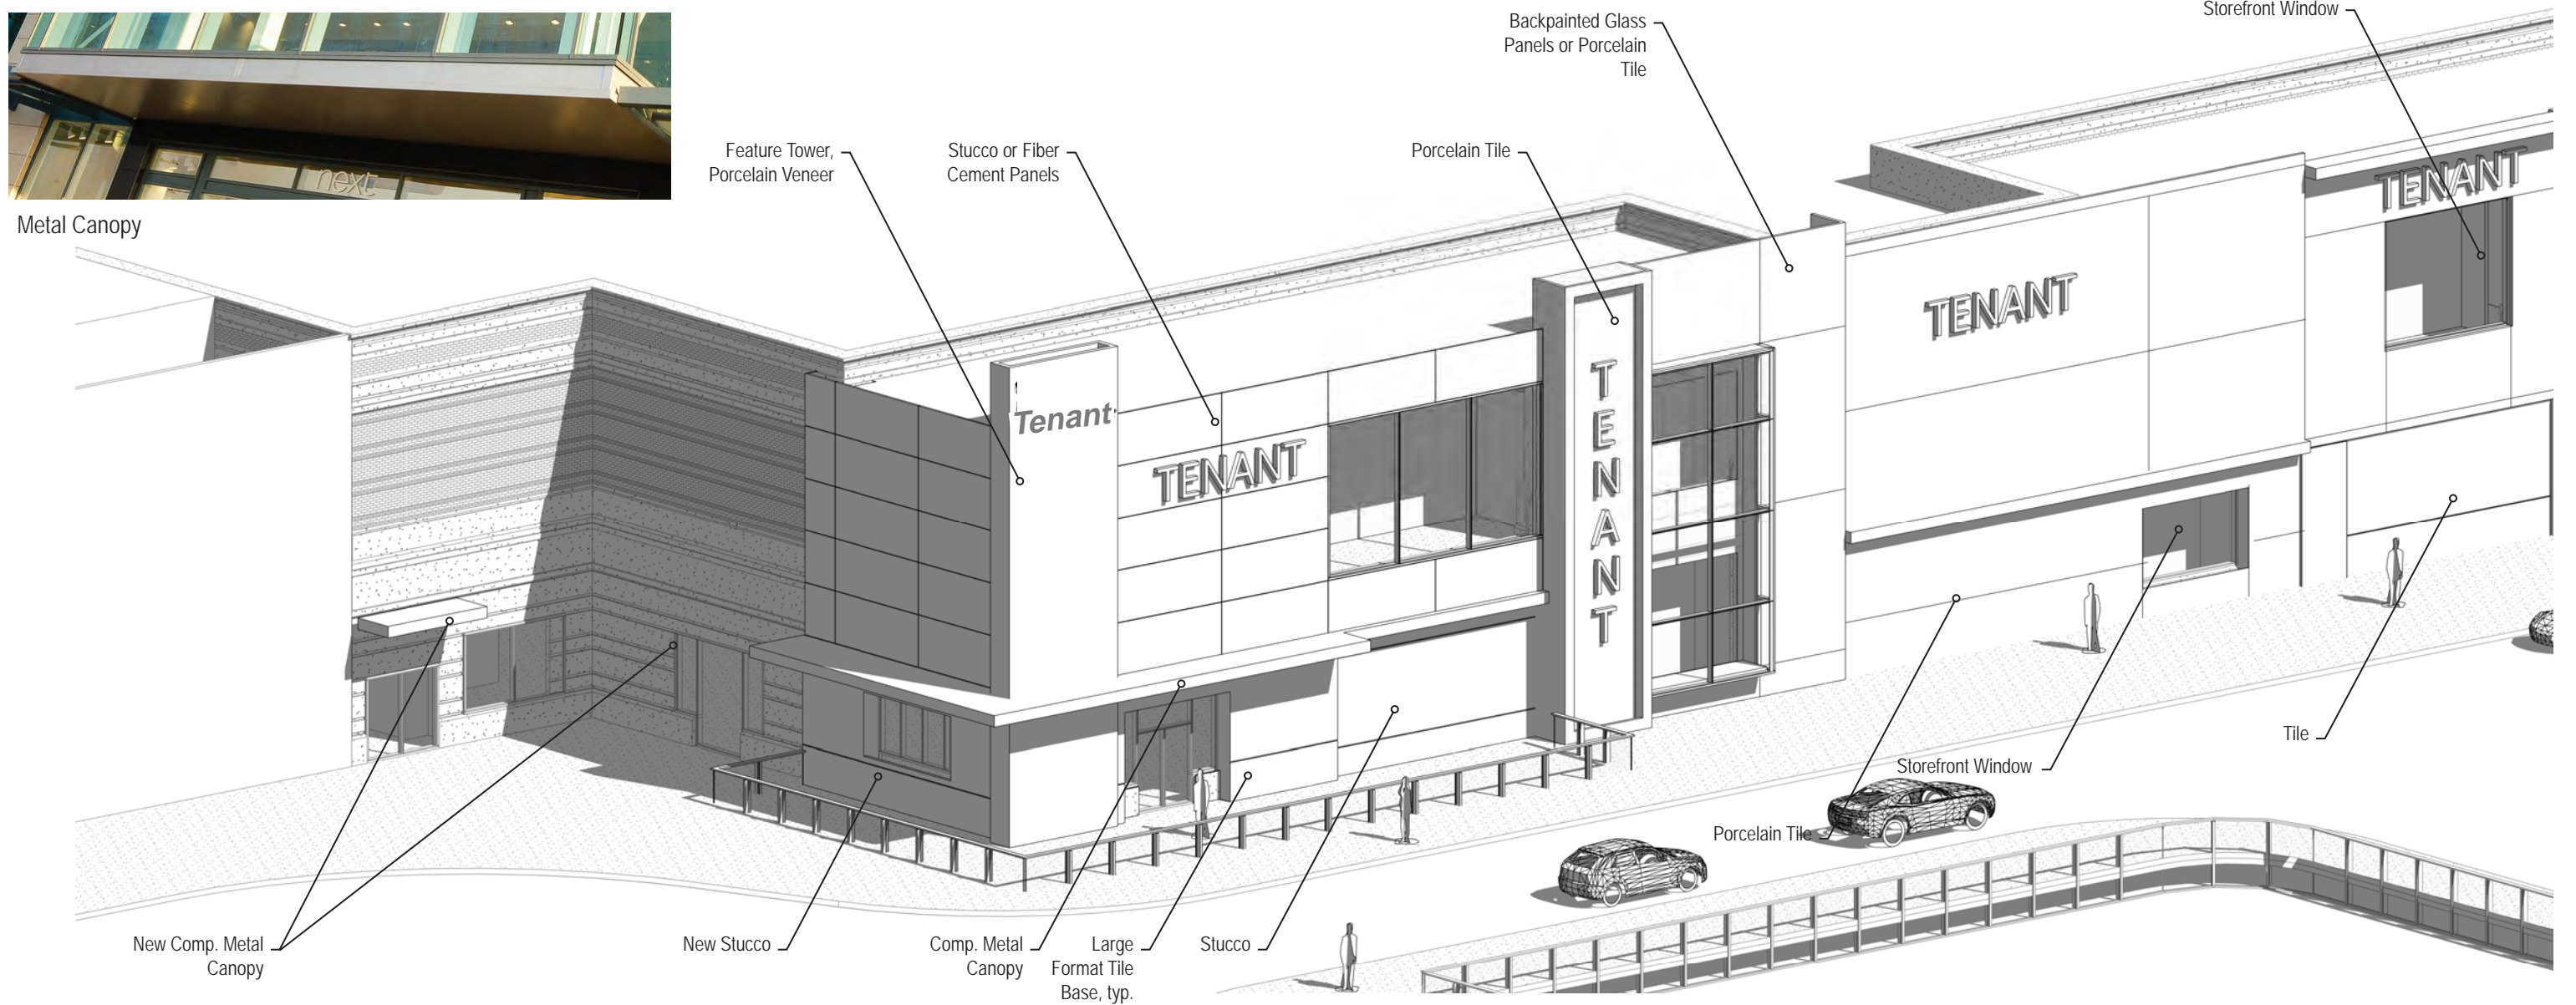 Storefront Window
Backpainted Glass
Panels or Porcelain
Tile
next
Feature Tower,
Porcelain Veneer
Stucco or Fiber
Cement Panels
Porcelain Tile
Metal Canopy
TENANT
TENANT
Tenant
TENANT
TENANT
Tile
Storefront Window
Porcelain Tile
New Comp. Metal
Canopy
New Stucco
Comp. Metal
Canopy
Large
Format Tile
Base, typ.
Stucco